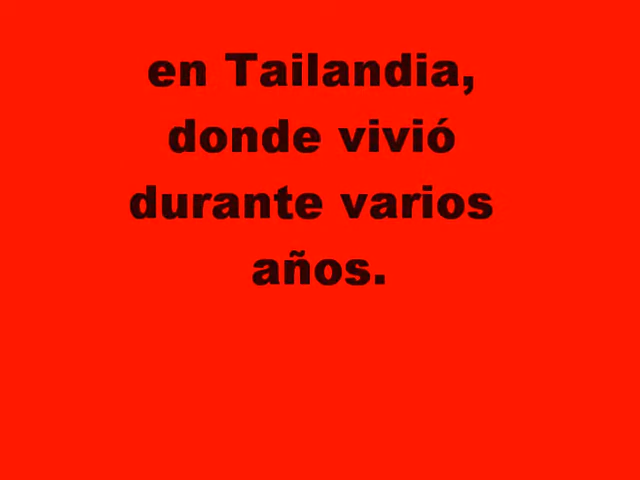 en Tailandia,
donde vivió
durante varios
años.